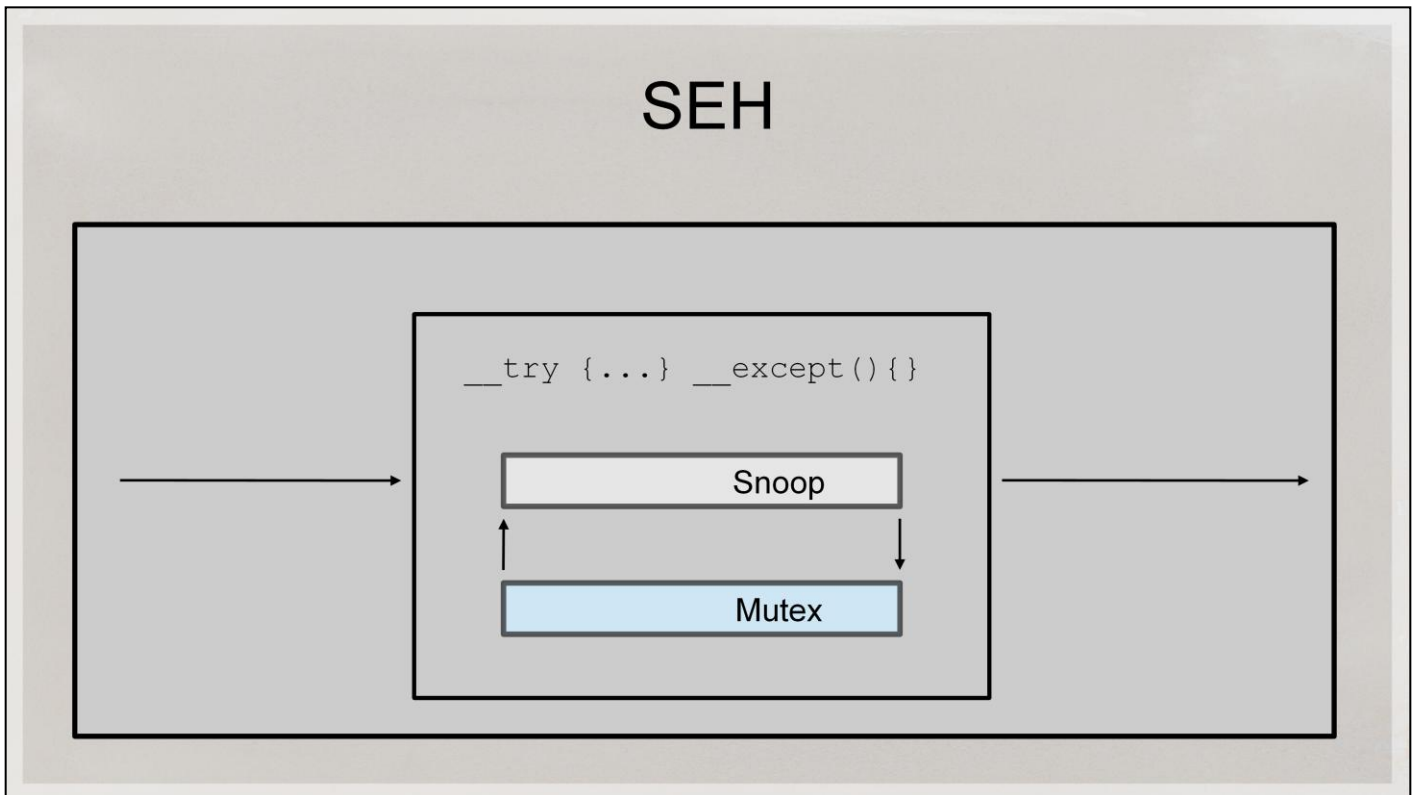 SEH
__try {...} __except(){}
Snoop
Mutex